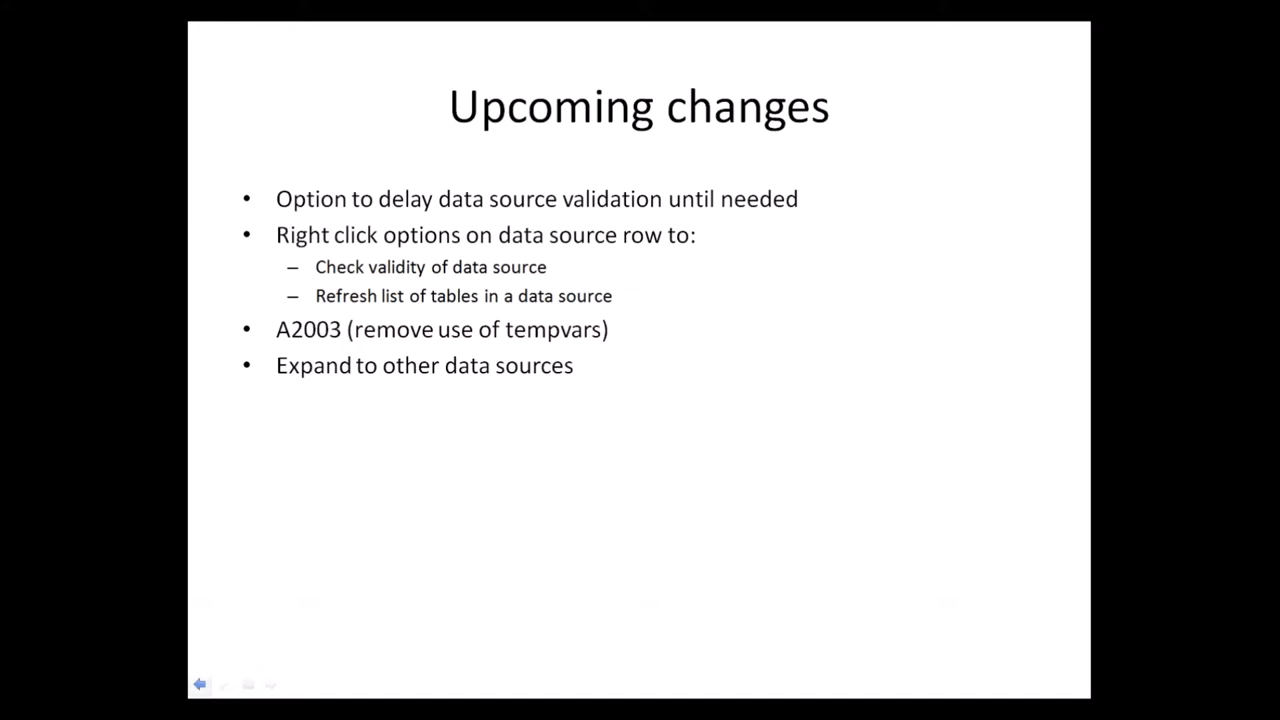 Upcoming changes
• Option to delay data source validation until needed
• Right click options on data source row to:
– Check validity of data source
– Refresh list of tables in a data source
• A2003 (remove use of tempvars)
• Expand to other data sources